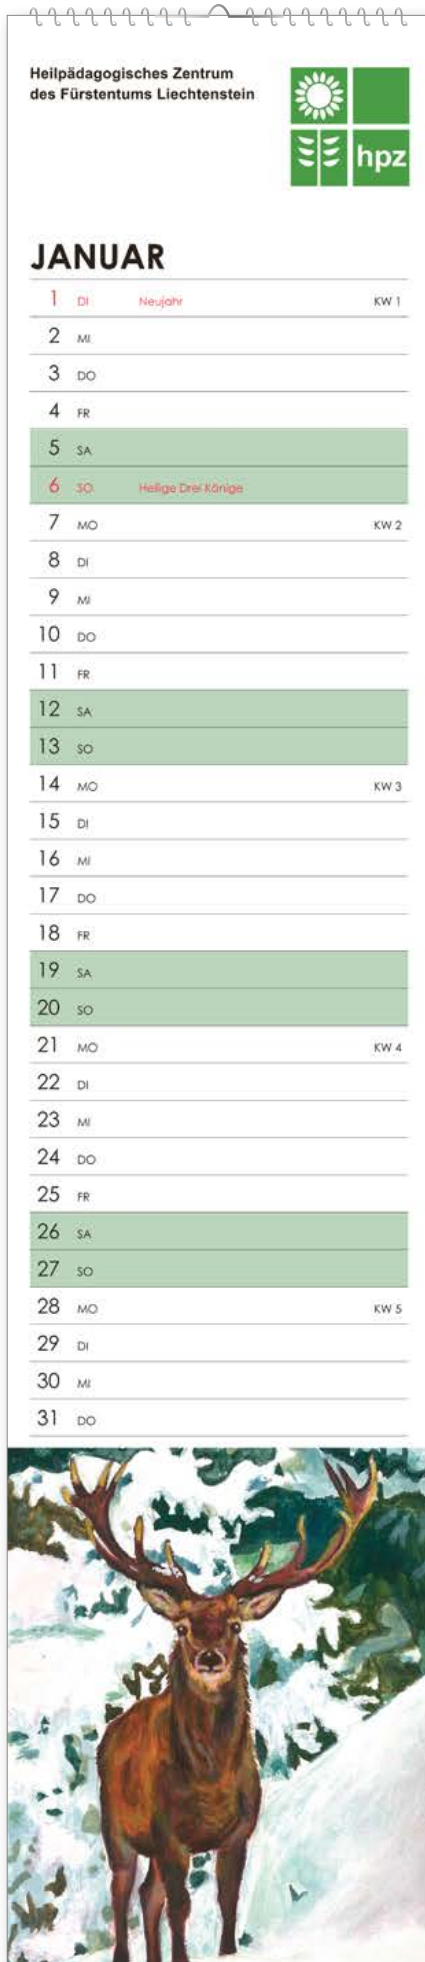 Heilpädagogisches Zentrum
des Fürstentums Liechtenstein
hpz
JANUAR
1 DI Neujahr KW 1
2 MI
3 DO
4 FR
5 SA
6 SO Heilige Drei Könige
7 MO KW 2
8 DI
9 MI
10 DO
11 FR
12 SA
13 SO
14 MO KW 3
15 DI
16 MI
17 DO
18 FR
19 SA
20 SO
21 MO KW 4
22 DI
23 MI
24 DO
25 FR
26 SA
27 SO
28 MO KW 5
29 DI
30 MI
31 DO